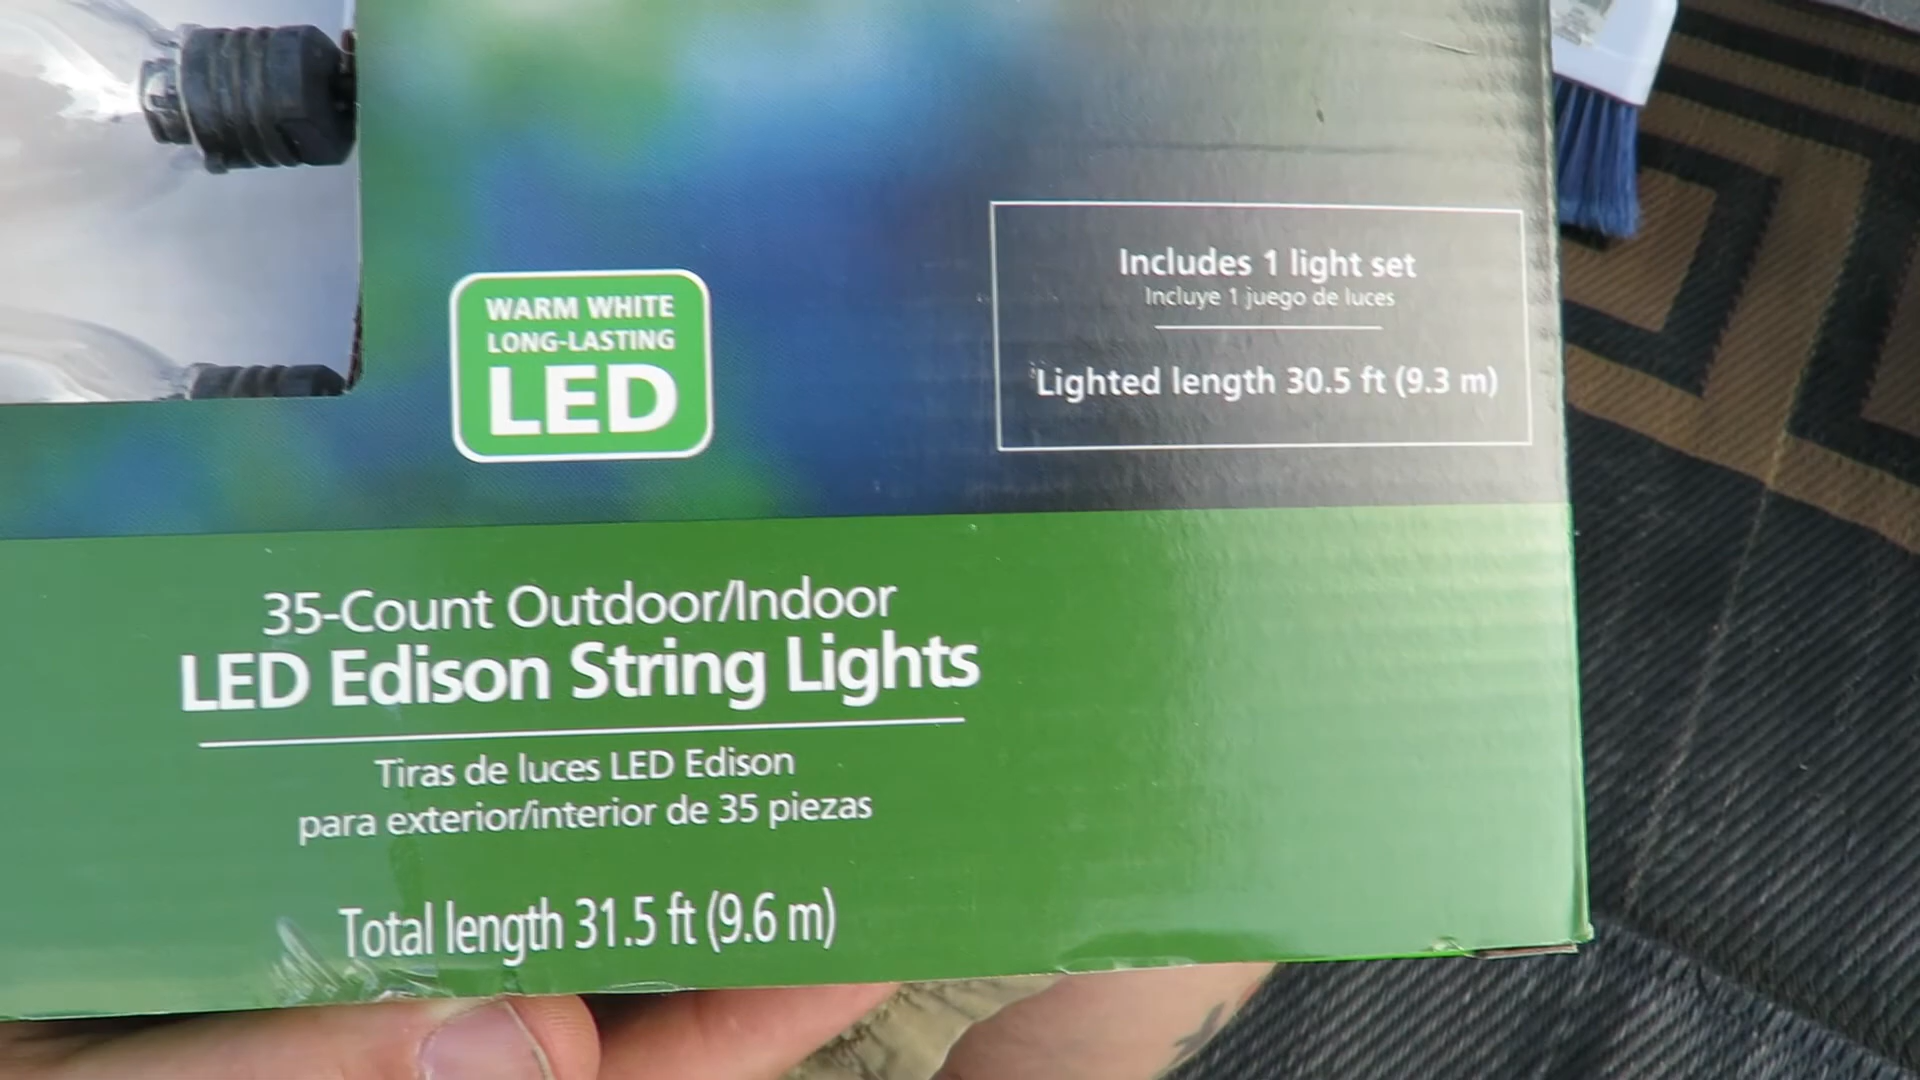 WARM WHITE
LONG-LASTING
LED
Includes 1 light set
Incluye 1 juego de luces
Lighted length 30.5 ft (9.3 m)
35-Count Outdoor/Indoor
LED Edison String Lights
Tiras de luces LED Edison
para exterior/interior de 35 piezas
Total length 31.5 ft (9.6 m)